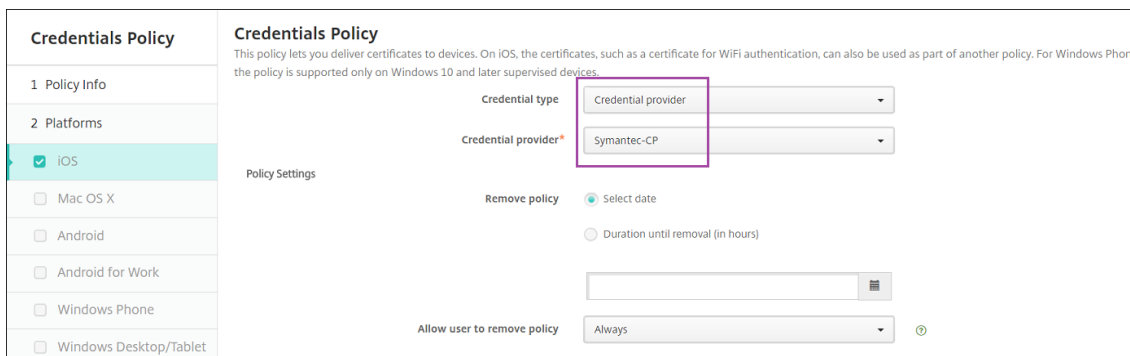 Credentials Policy
1 Policy Info
2 Platforms
iOS
Mac OS X
Android
Android for Work
Windows Phone
Windows Desktop/Tablet
Credentials Policy
This policy lets you deliver certificates to devices. On iOS, the certificates, such as a certificate for WiFi authentication, can also be used as part of another policy. For Windows Phon
the policy is supported only on Windows 10 and later supervised devices.
Credential type Credential provider
Credential provider* Symantec-CP
Policy Settings
Remove policy Select date
Duration until removal (in hours)
Allow user to remove policy Always ?